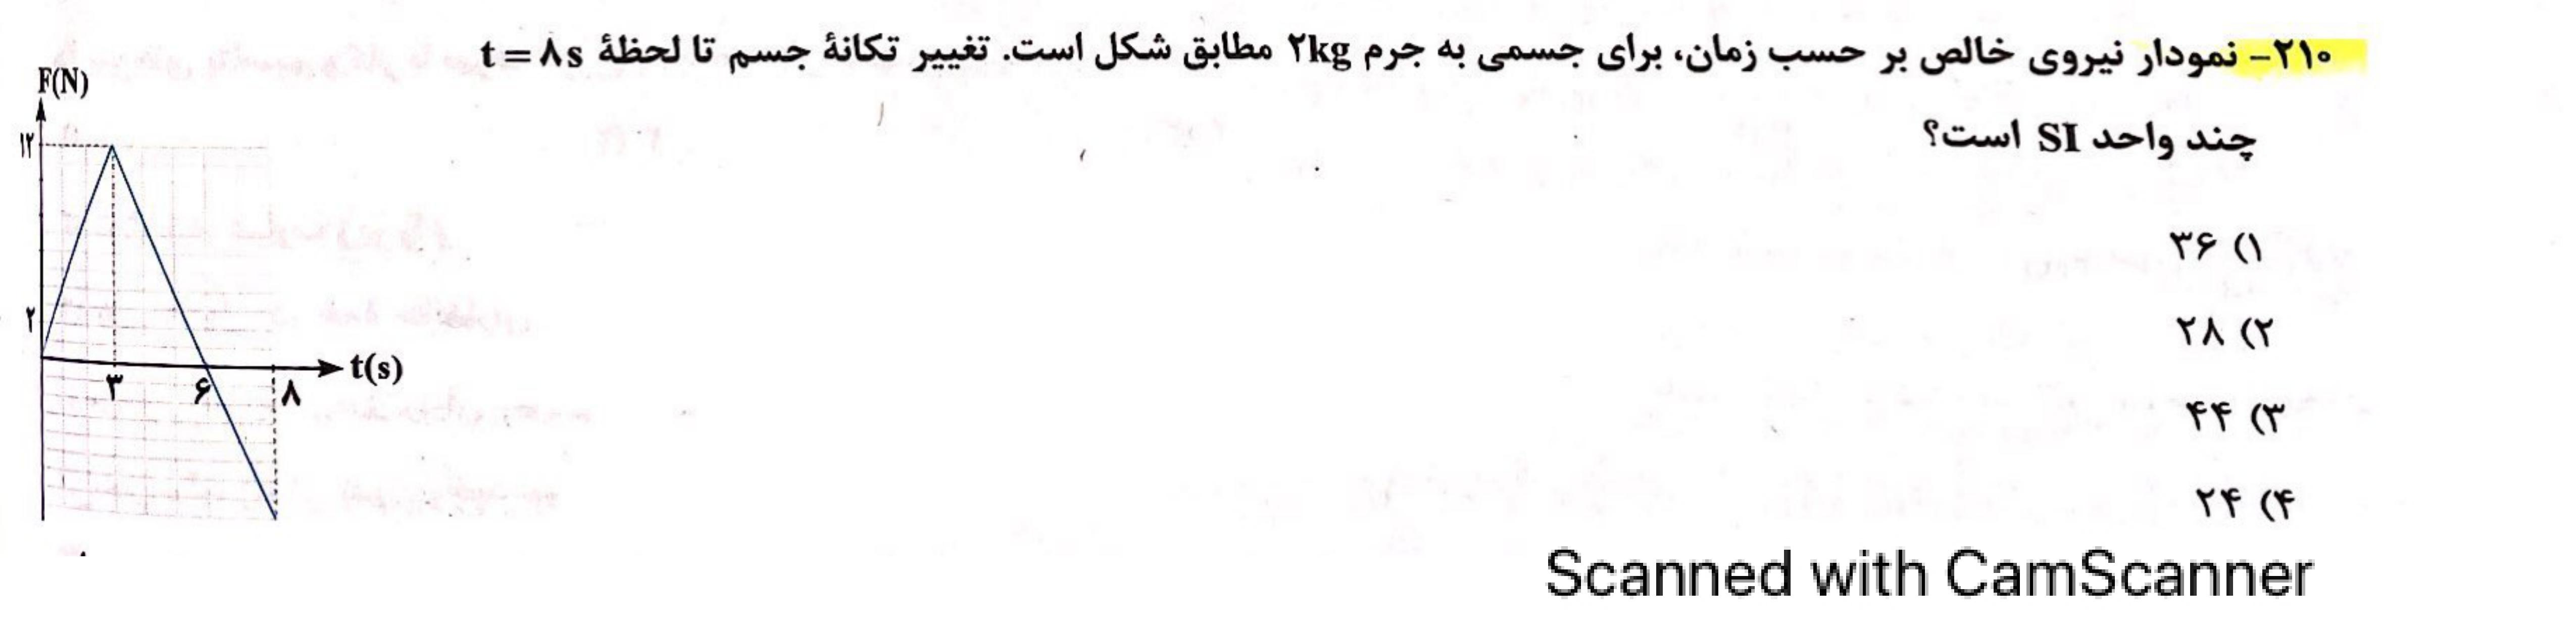 ۲۱۰- نمودار نیروی خالص بر حسب زمان، برای جسمی به جرم ۲kg مطابق شکل است. تغییر تکانهٔ جسم تا لحظهٔ t = ۸s
چند واحد SI است؟
۱) ۳۶
۲) ۲۸
۳) ۴۴
۴) ۲۴
F(N)
۱۲
۲
۳
۶
۸
t(s)
Scanned with CamScanner